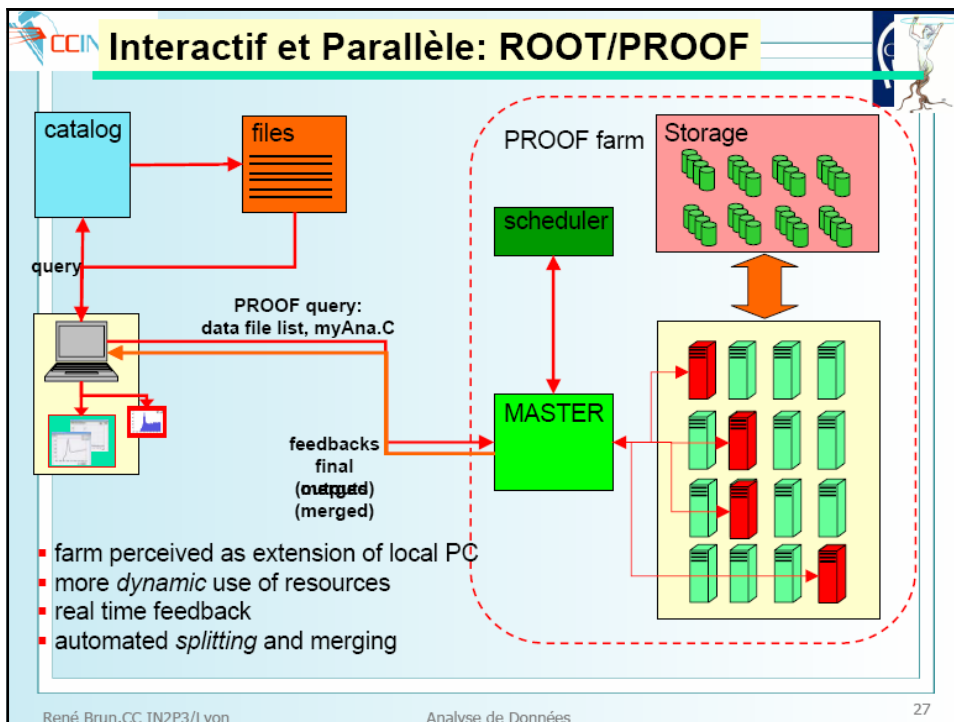 CCIN
Interactif et Parallèle: ROOT/PROOF
catalog
files
PROOF farm
Storage
scheduler
query
PROOF query:
data file list, myAna.C
MASTER
feedbacks
final
(merged)
(merged)
▪ farm perceived as extension of local PC
▪ more dynamic use of resources
▪ real time feedback
▪ automated splitting and merging
René Brun, CC IN2P3/Lyon
Analyse de Données
27